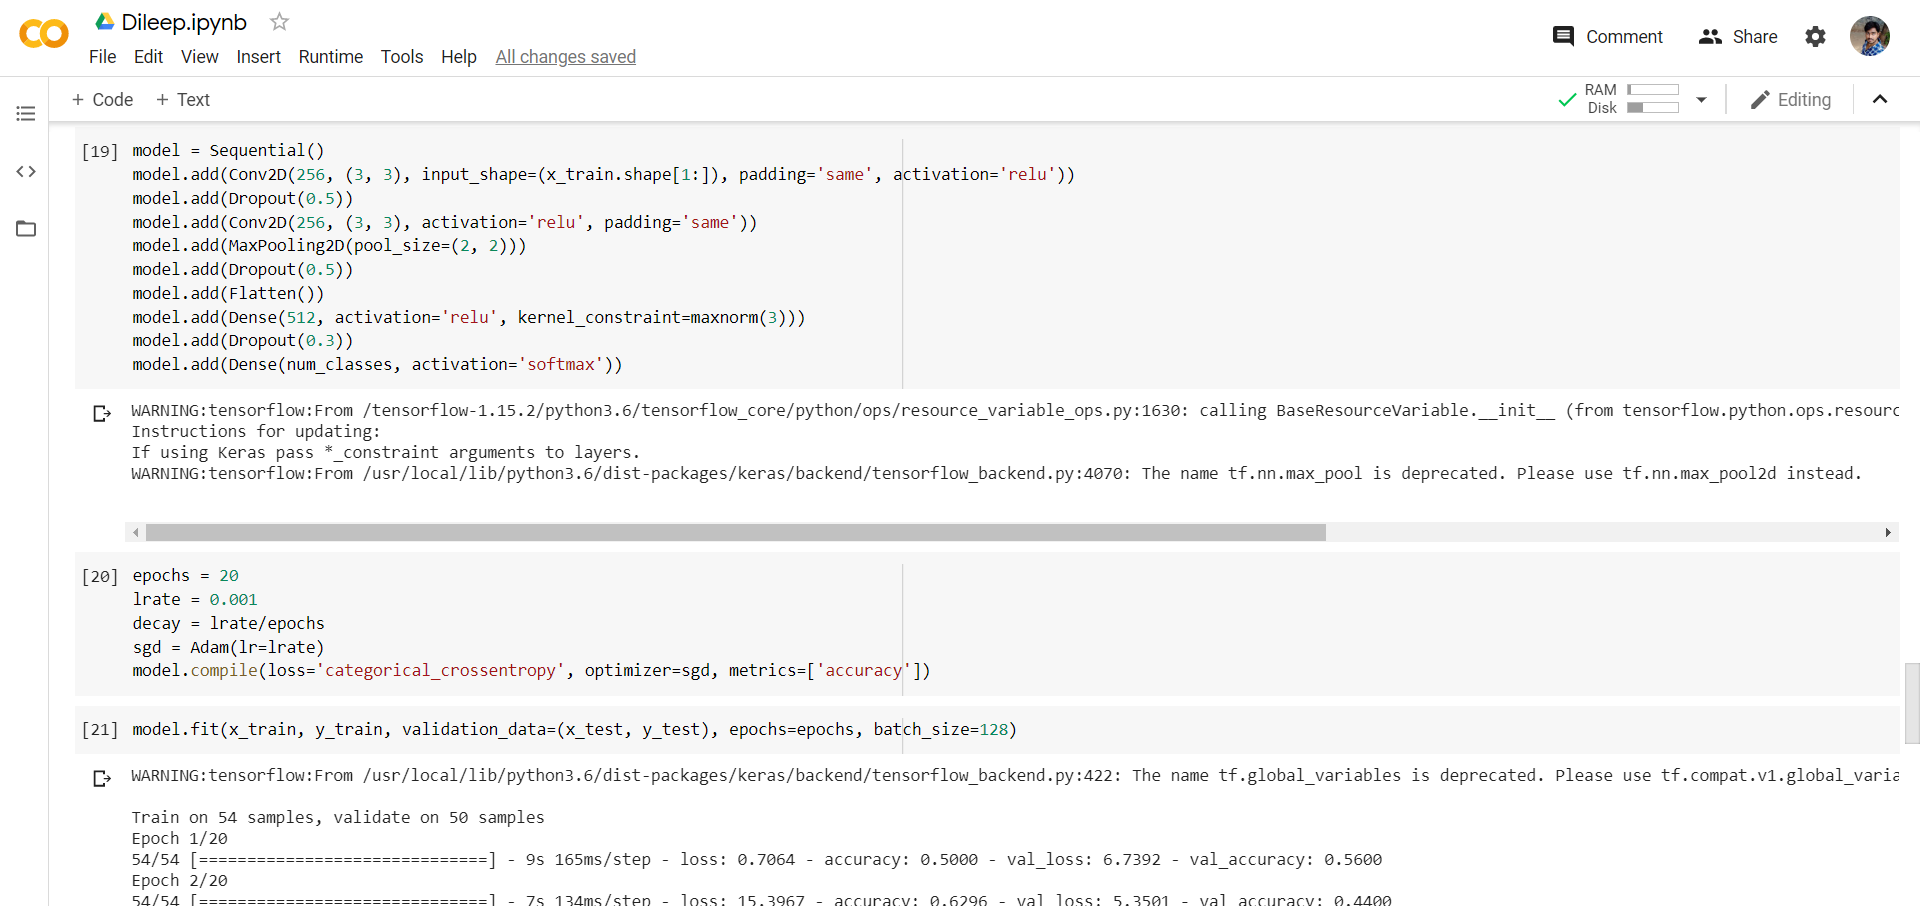 Dileep.ipynb
File Edit View Insert Runtime Tools Help All changes saved
Comment Share
+ Code + Text
RAM
Disk
Editing
[19] model = Sequential()
model.add(Conv2D(256, (3, 3), input_shape=(x_train.shape[1:]), padding='same', activation='relu'))
model.add(Dropout(0.5))
model.add(Conv2D(256, (3, 3), activation='relu', padding='same'))
model.add(MaxPooling2D(pool_size=(2, 2)))
model.add(Dropout(0.5))
model.add(Flatten())
model.add(Dense(512, activation='relu', kernel_constraint=maxnorm(3)))
model.add(Dropout(0.3))
model.add(Dense(num_classes, activation='softmax'))
WARNING:tensorflow:From /tensorflow-1.15.2/python3.6/tensorflow_core/python/ops/resource_variable_ops.py:1630: calling BaseResourceVariable.__init__ (from tensorflow.python.ops.resourc
Instructions for updating:
If using Keras pass *_constraint arguments to layers.
WARNING:tensorflow:From /usr/local/lib/python3.6/dist-packages/keras/backend/tensorflow_backend.py:4070: The name tf.nn.max_pool is deprecated. Please use tf.nn.max_pool2d instead.
[20] epochs = 20
lrate = 0.001
decay = lrate/epochs
sgd = Adam(lr=lrate)
model.compile(loss='categorical_crossentropy', optimizer=sgd, metrics=['accuracy'])
[21] model.fit(x_train, y_train, validation_data=(x_test, y_test), epochs=epochs, batch_size=128)
WARNING:tensorflow:From /usr/local/lib/python3.6/dist-packages/keras/backend/tensorflow_backend.py:422: The name tf.global_variables is deprecated. Please use tf.compat.v1.global_varia
Train on 54 samples, validate on 50 samples
Epoch 1/20
54/54 [==============================] - 9s 165ms/step - loss: 0.7064 - accuracy: 0.5000 - val_loss: 6.7392 - val_accuracy: 0.5600
Epoch 2/20
54/54 [==============================] - 7s 134ms/step - loss: 15.3967 - accuracy: 0.6296 - val_loss: 5.3501 - val_accuracy: 0.4400